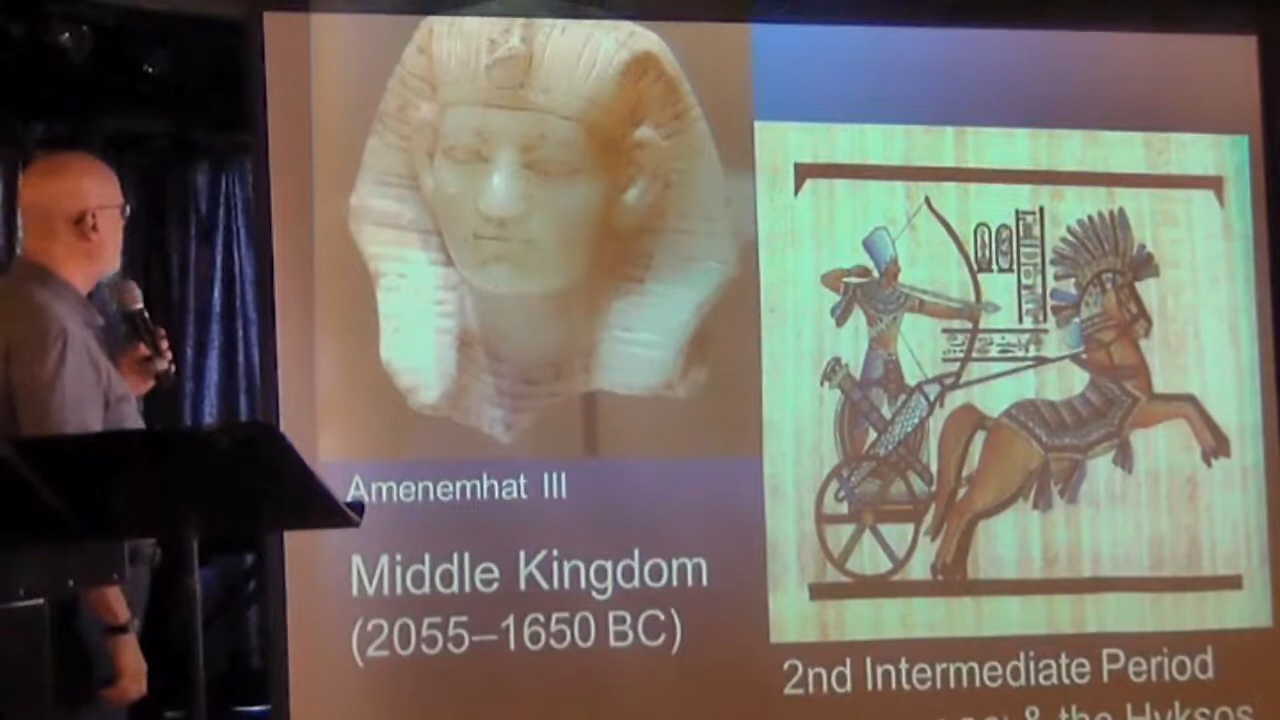 Amenemhat III
Middle Kingdom
(2055–1650 BC)
2nd Intermediate Period
& the Hyksos